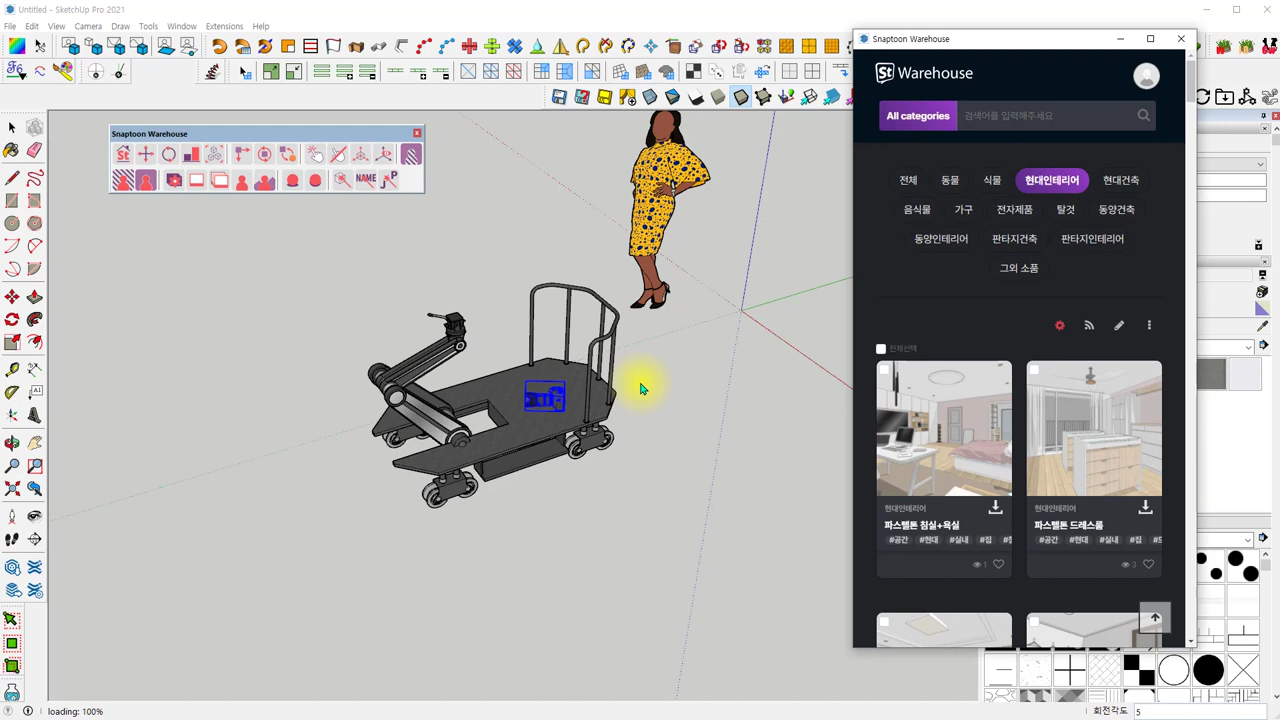 Untitled - SketchUp Pro 2021
File Edit View Camera Draw Tools Window Extensions Help
Snaptoon Warehouse
NAME
Snaptoon Warehouse
St Warehouse
All categories 검색어를 입력해주세요
전체 동물 식물 현대인테리어 현대건축
음식물 가구 전자제품 탈것 동양건축
동양인테리어 판타지건축 판타지인테리어
그외 소품
전체선택
현대인테리어
파스텔톤 침실+욕실
#공간 #현대 #실내 #집
1
현대인테리어
파스텔톤 드레스룸
#공간 #현대 #실내 #집
3
loading: 100%
회전각도 5